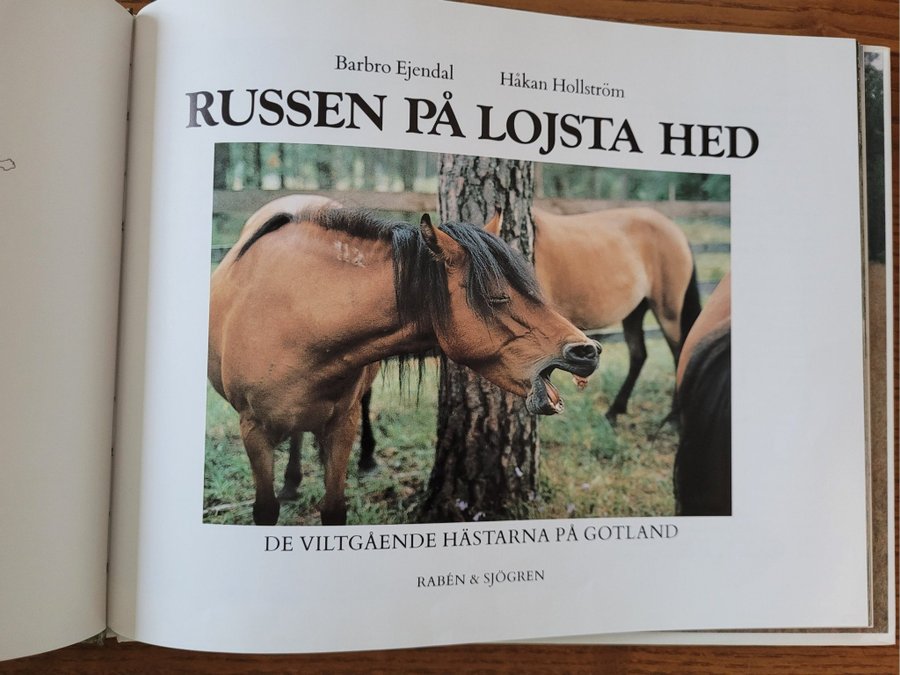 Barbro Ejendal Håkan Hollström
RUSSEN PÅ LOJSTA HED
DE VILTGÅENDE HÄSTARNA PÅ GOTLAND
RABÉN & SJÖGREN